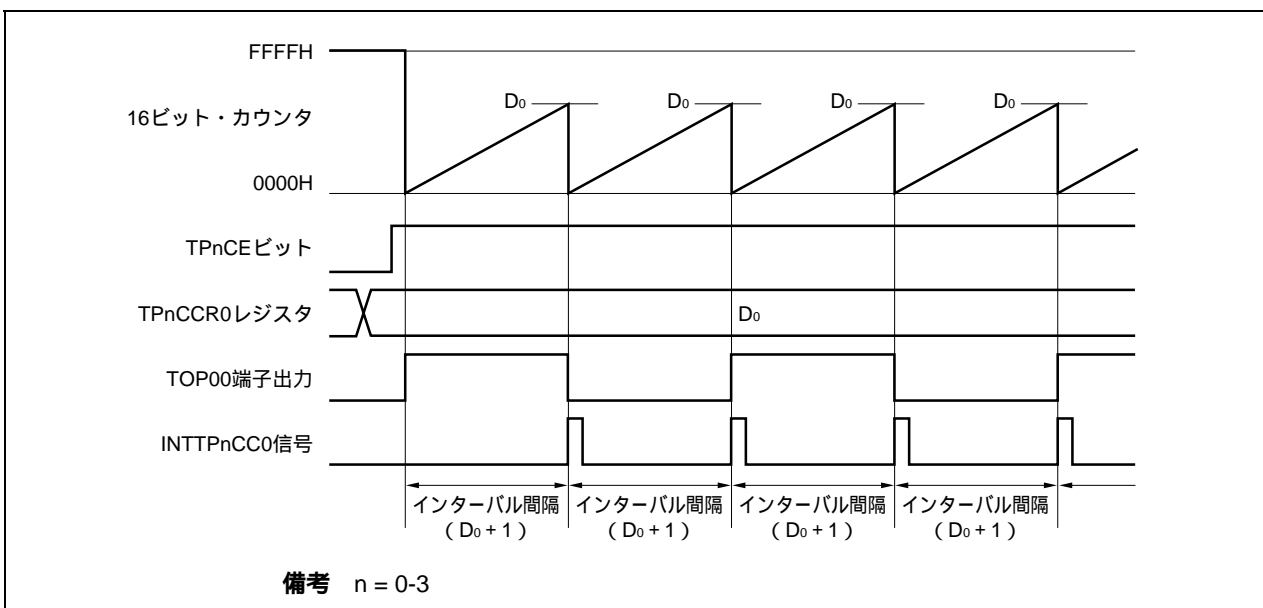 FFFFH
D₀ D₀ D₀ D₀
16ビット・カウンタ
0000H
TPnCEビット
TPnCCR0レジスタ
D₀
TOP00端子出力
INTTPnCC0信号
インターバル間隔 インターバル間隔 インターバル間隔 インターバル間隔
（D₀ + 1） （D₀ + 1） （D₀ + 1） （D₀ + 1）
備考 n = 0-3